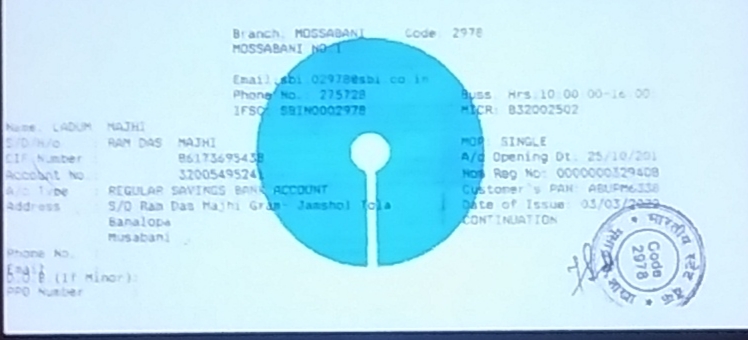 Branch. MOSSABANI Code 2978
MOSSABANI NO 1
Email.sbi.02978@sbi.co.in
Phone No.: 275728 Buss. Hrs.10:00:00-16:00:
IFSC: SBIN0002978 MICR: 832002502
Name. LADUM MAJHI
S/D/H/o RAM DAS MAJHI MOP: SINGLE
CIF Number 86173695438 A/c Opening Dt. 25/10/201
Account No 32005495241 Nom Reg No: 0000000329408
A/c Type REGULAR SAVINGS BANK ACCOUNT Customer's PAN: ABUPM6338
Address S/O Ram Das Majhi Gram- Jamshol Tola Date of Issue: 03/03/2022
Banalopa CONTINUATION
Musabani
Phone No.
Email
D.O.B.(If Minor):
PPO Number
भारतीय स्टेट बैंक
Code
2978